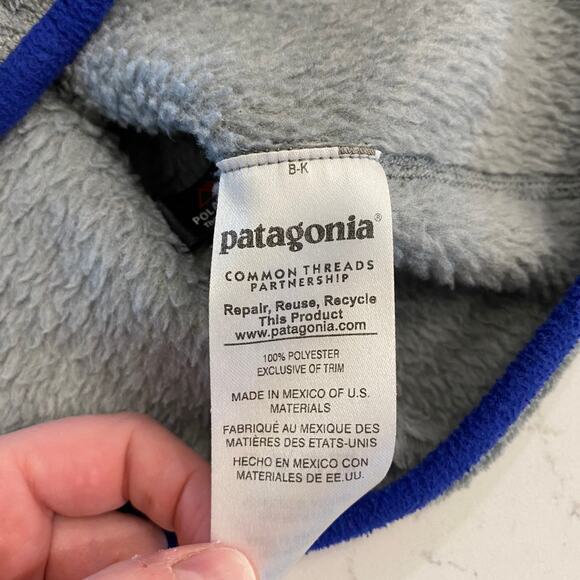 B-K
patagonia®
COMMON THREADS
PARTNERSHIP
Repair, Reuse, Recycle
This Product
www.patagonia.com
100% POLYESTER
EXCLUSIVE OF TRIM
MADE IN MEXICO OF U.S.
MATERIALS
FABRIQUÉ AU MEXIQUE DES
MATIÈRES DES ETATS-UNIS
HECHO EN MEXICO CON
MATERIALES DE EE.UU.